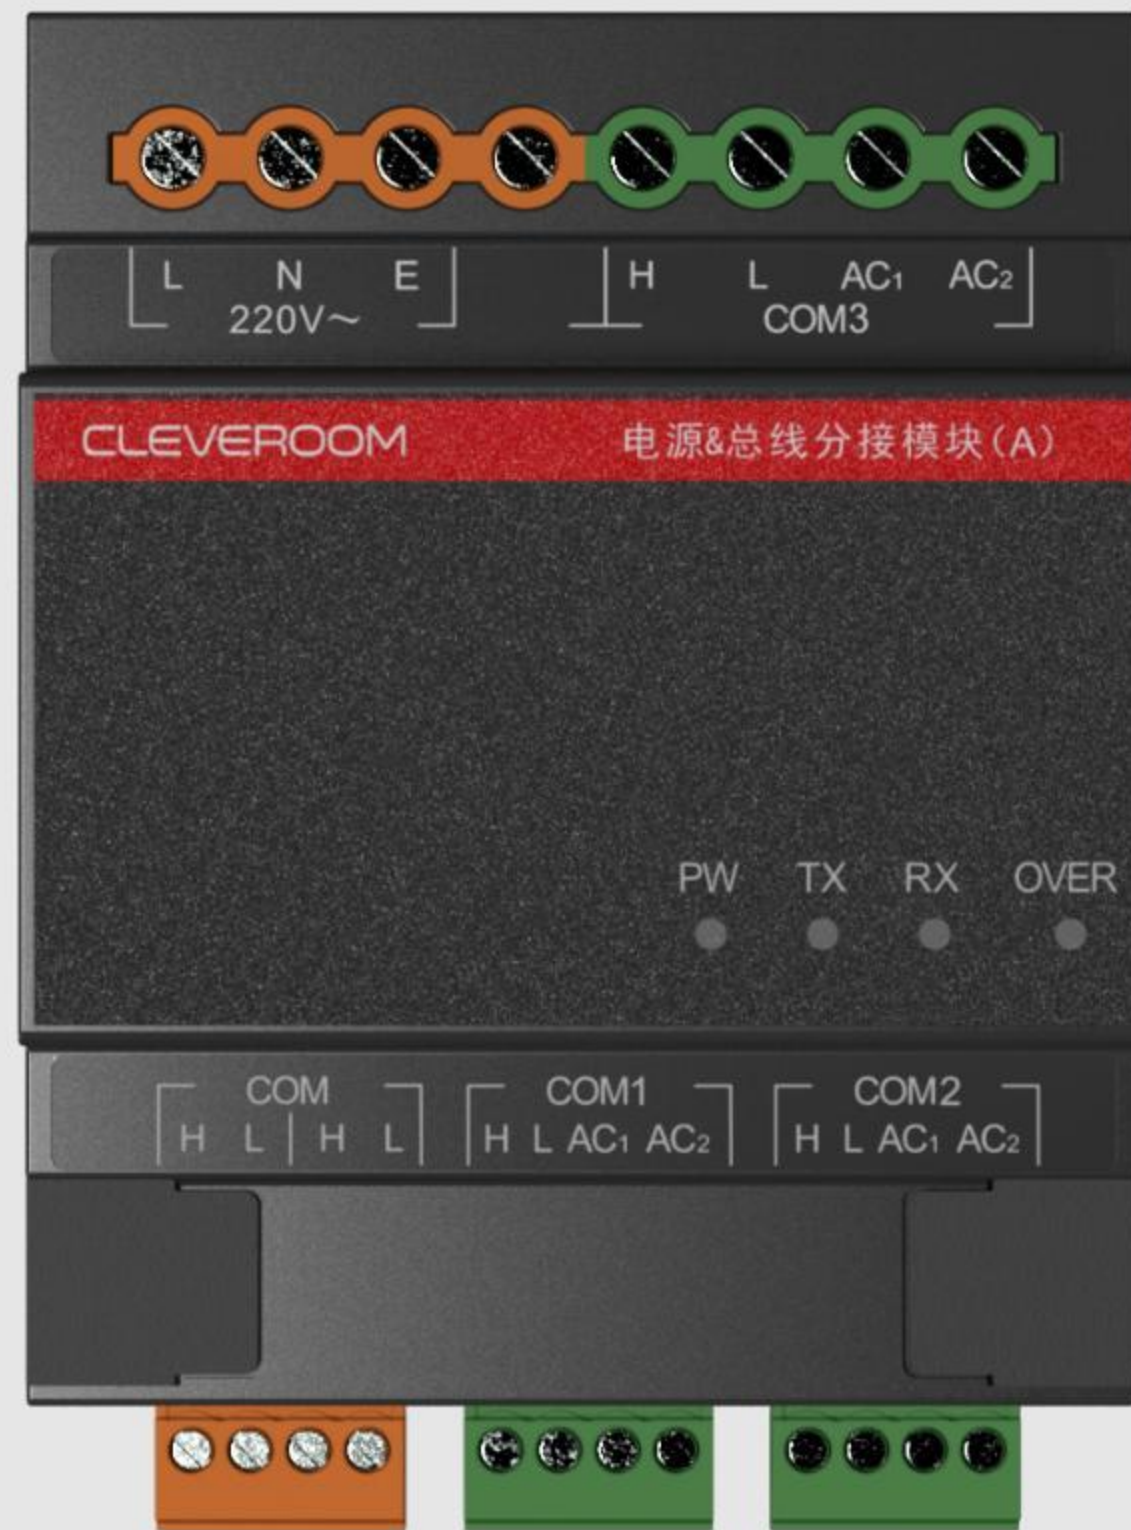 L N E H L AC₁ AC₂
220V～ COM3
CLEVEROOM 电源&总线分接模块(A)
PW TX RX OVER
COM COM1 COM2
H L | H L H L AC₁ AC₂ H L AC₁ AC₂